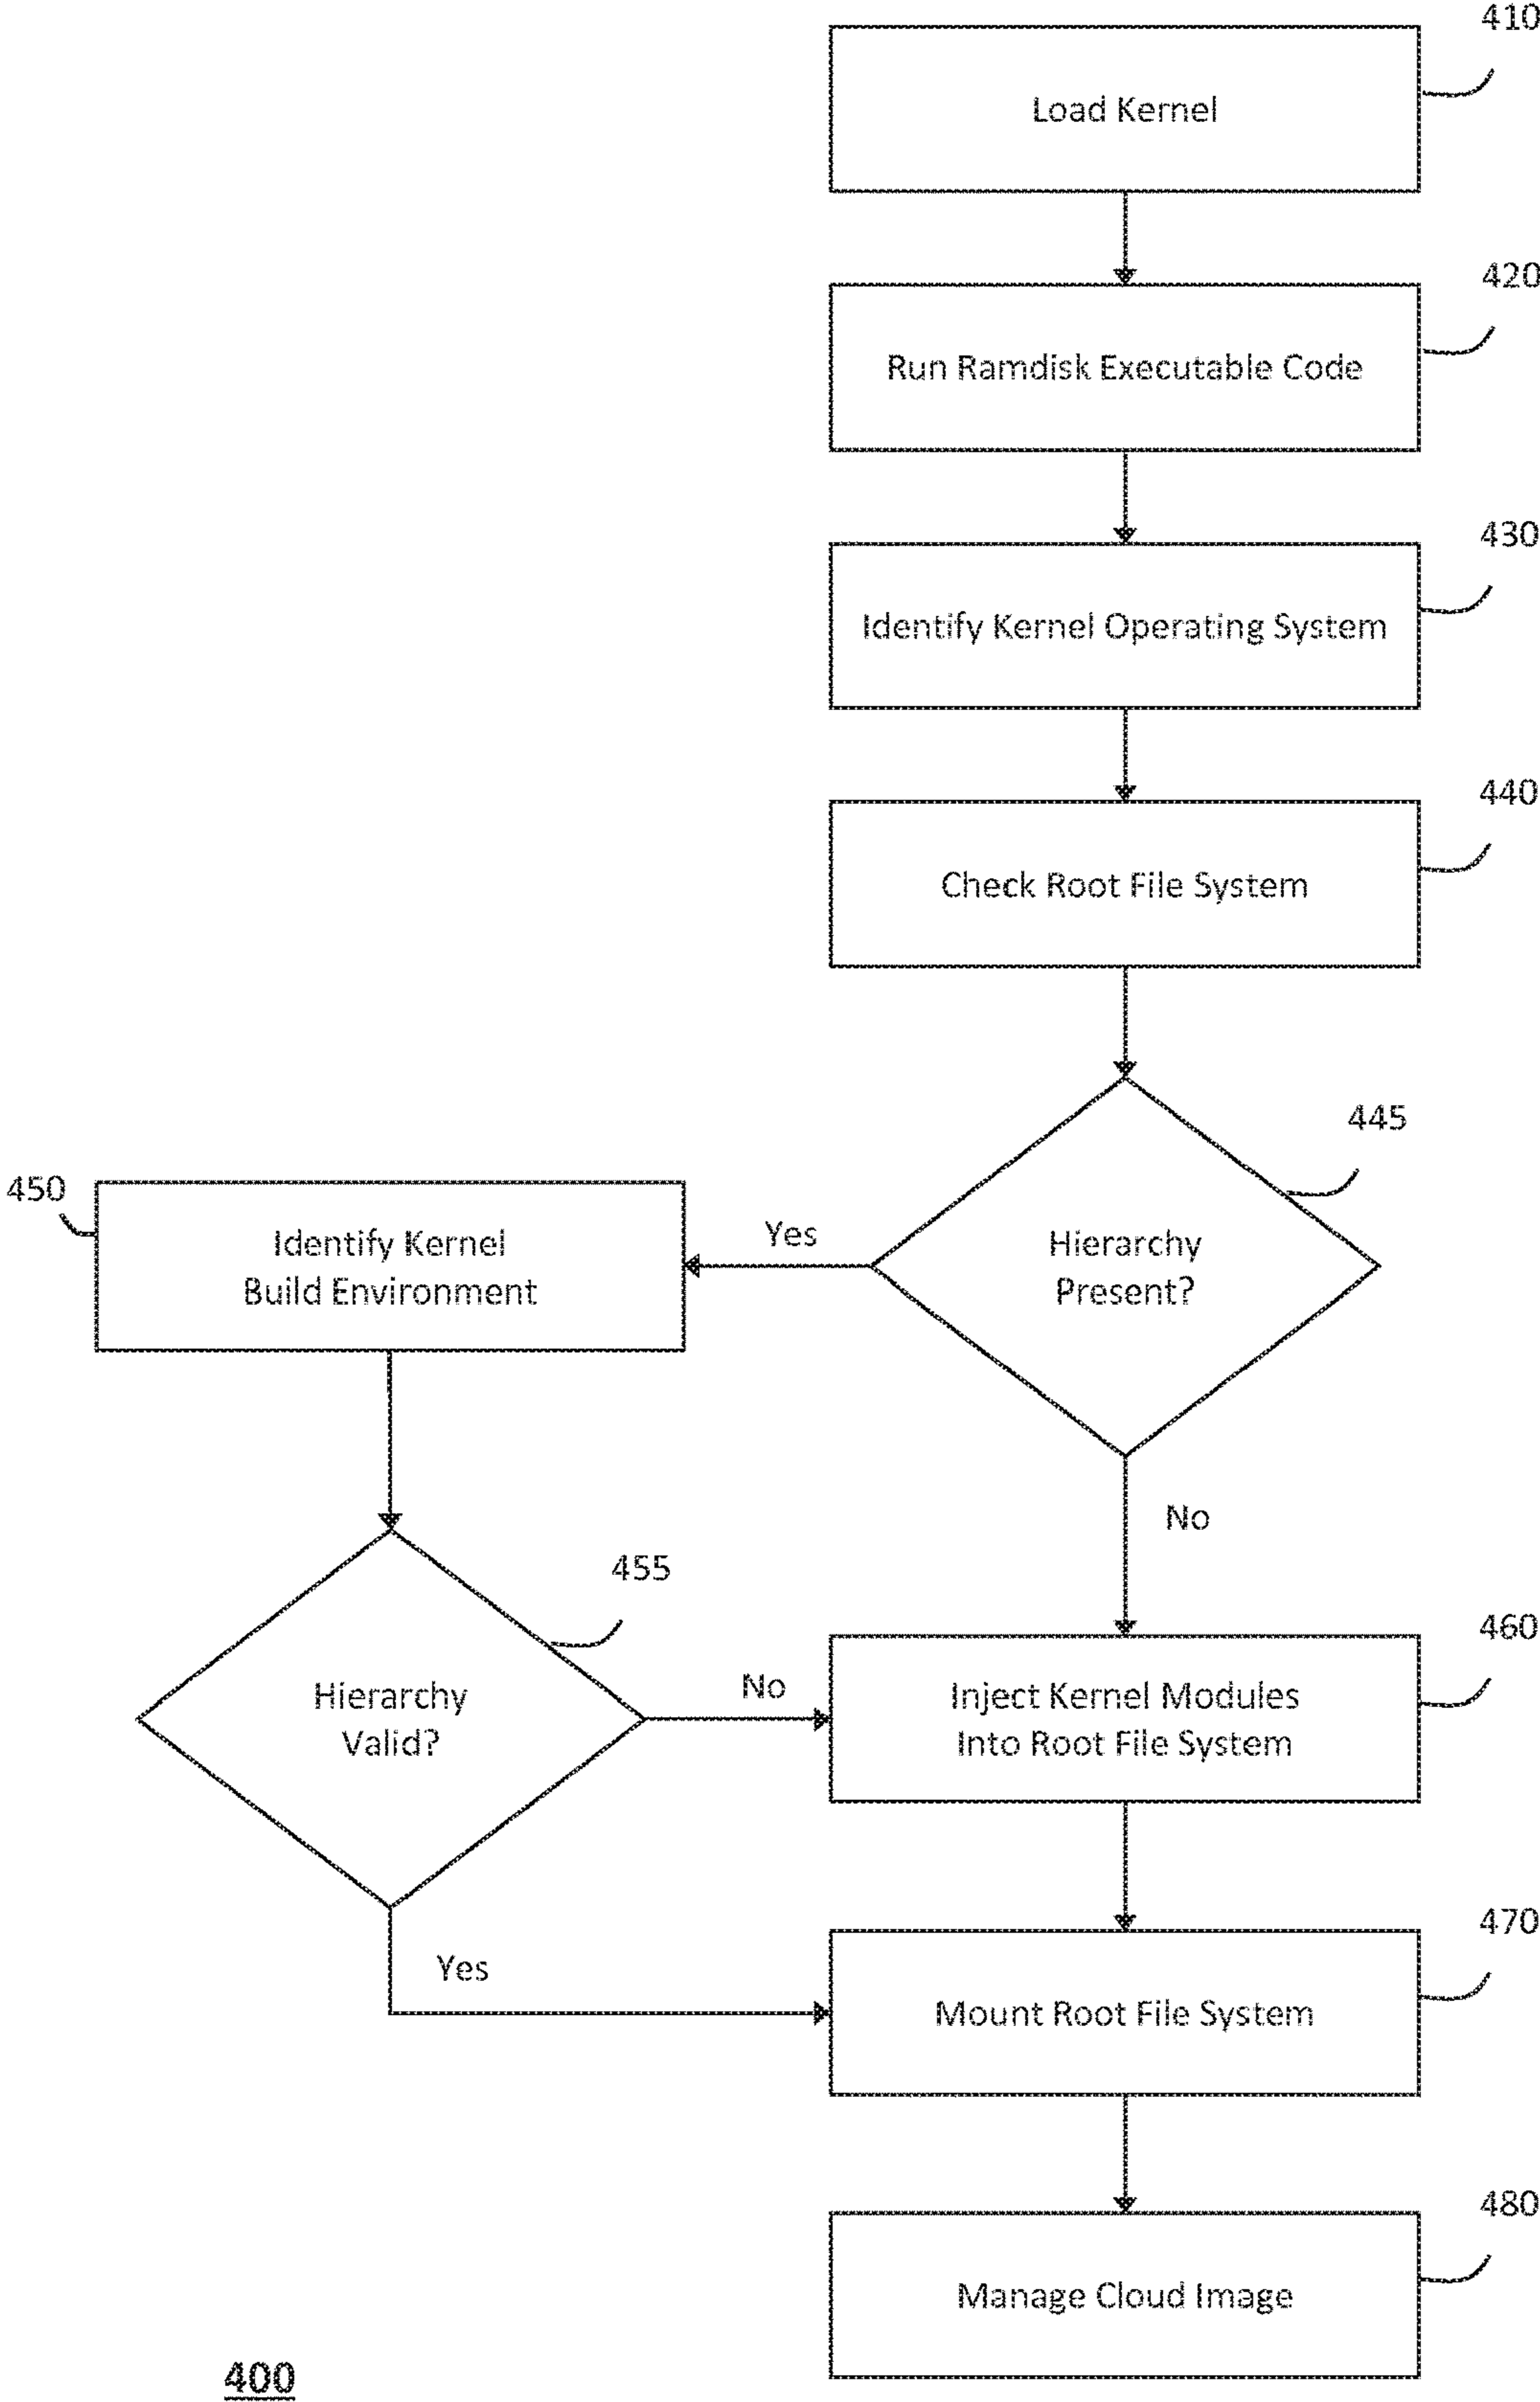 410
Load Kernel
420
Run Ramdisk Executable Code
430
Identify Kernel Operating System
440
Check Root File System
445
Hierarchy
Present?
Yes
No
450
Identify Kernel
Build Environment
455
Hierarchy
Valid?
No
Yes
460
Inject Kernel Modules
Into Root File System
470
Mount Root File System
480
Manage Cloud Image
400